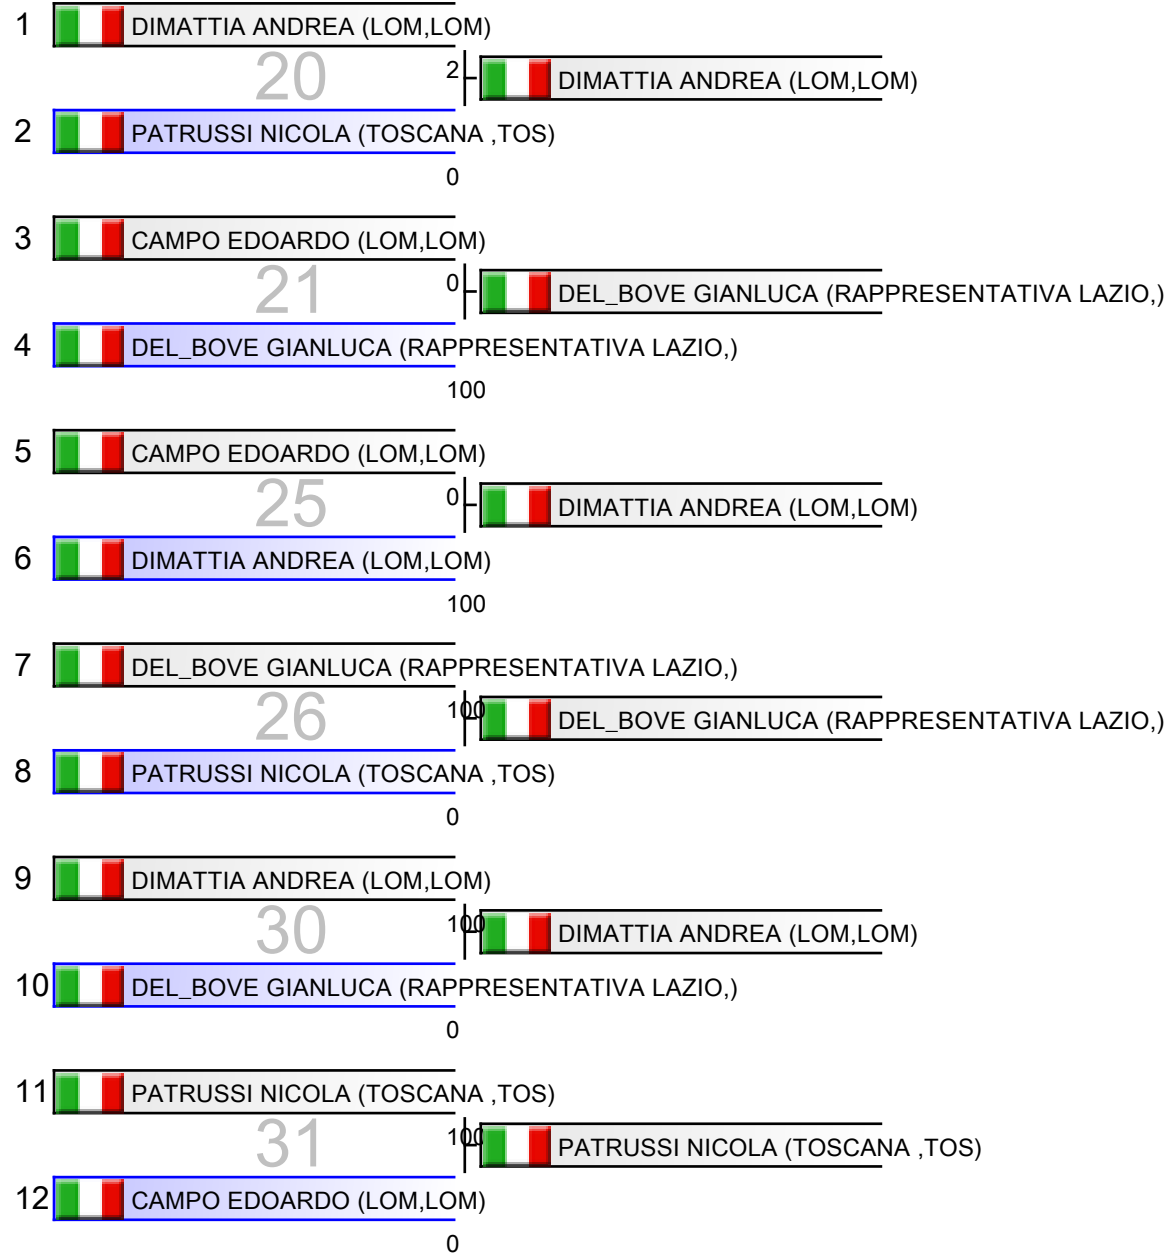 1 DIMATTIA ANDREA (LOM,LOM)
20 2 DIMATTIA ANDREA (LOM,LOM)
2 PATRUSSI NICOLA (TOSCANA ,TOS)
0
3 CAMPO EDOARDO (LOM,LOM)
21 0 DEL_BOVE GIANLUCA (RAPPRESENTATIVA LAZIO,)
4 DEL_BOVE GIANLUCA (RAPPRESENTATIVA LAZIO,)
100
5 CAMPO EDOARDO (LOM,LOM)
25 0 DIMATTIA ANDREA (LOM,LOM)
6 DIMATTIA ANDREA (LOM,LOM)
100
7 DEL_BOVE GIANLUCA (RAPPRESENTATIVA LAZIO,)
26 100 DEL_BOVE GIANLUCA (RAPPRESENTATIVA LAZIO,)
8 PATRUSSI NICOLA (TOSCANA ,TOS)
0
9 DIMATTIA ANDREA (LOM,LOM)
30 100 DIMATTIA ANDREA (LOM,LOM)
10 DEL_BOVE GIANLUCA (RAPPRESENTATIVA LAZIO,)
0
11 PATRUSSI NICOLA (TOSCANA ,TOS)
31 100 PATRUSSI NICOLA (TOSCANA ,TOS)
12 CAMPO EDOARDO (LOM,LOM)
0